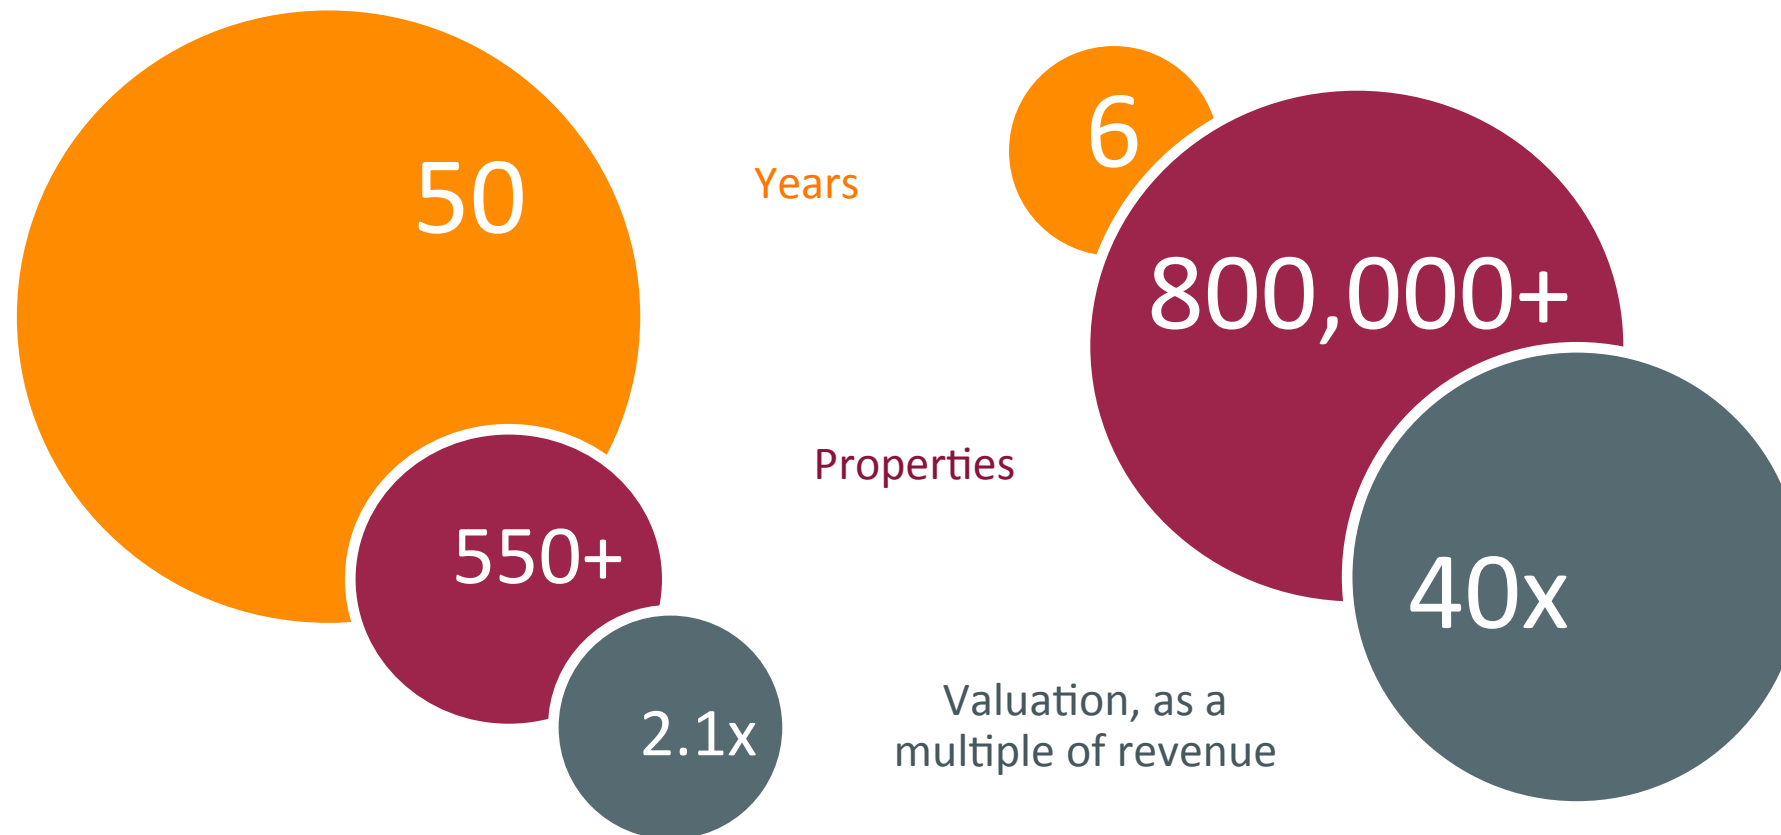 50
Years
6
800,000+
Properties
550+
40x
2.1x
Valuation, as a
multiple of revenue